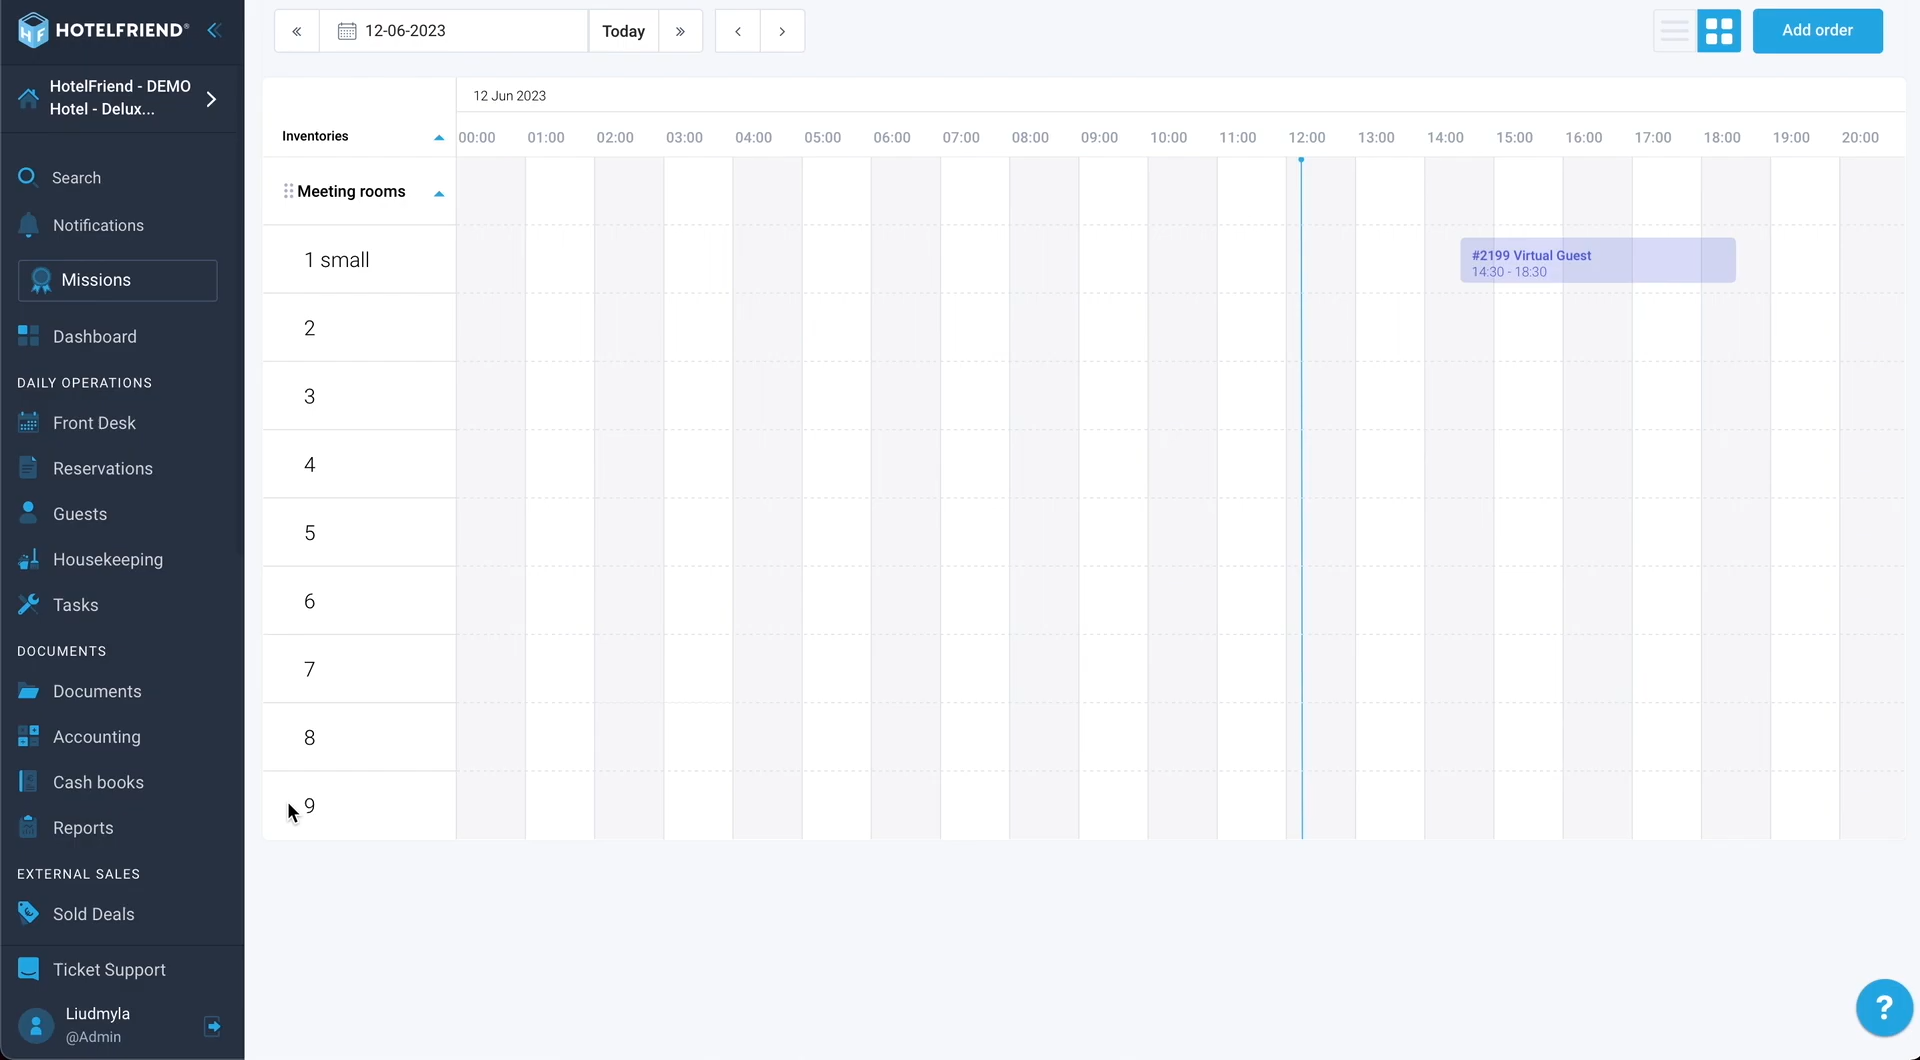 HOTELFRIEND®
HotelFriend - DEMO
Hotel - Delux...
Search
Notifications
Missions
Dashboard
DAILY OPERATIONS
Front Desk
Reservations
Guests
Housekeeping
Tasks
DOCUMENTS
Documents
Accounting
Cash books
Reports
EXTERNAL SALES
Sold Deals
Ticket Support
Liudmyla
@Admin
« 12-06-2023 Today » ‹ ›
Add order
12 Jun 2023
Inventories
00:00 01:00 02:00 03:00 04:00 05:00 06:00 07:00 08:00 09:00 10:00 11:00 12:00 13:00 14:00 15:00 16:00 17:00 18:00 19:00 20:00
Meeting rooms
1 small
#2199 Virtual Guest
14:30 - 18:30
2
3
4
5
6
7
8
9
?